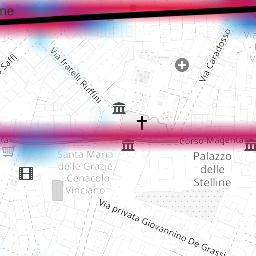 Via fratelli Ruffini
Via Caradosso
Saffi
Corso Magenta
Santa Maria
delle Grazie
Cenacolo
Vinciano
Palazzo
delle
Stelline
Via privata Giovannino De Grassi